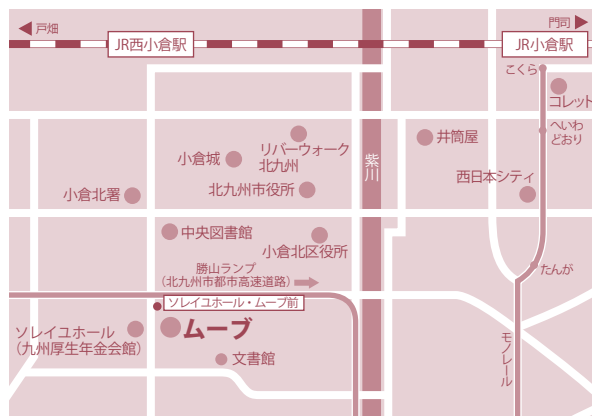 戸畑
門司
JR西小倉駅
JR小倉駅
こくら
コレット
へいわ
どおり
井筒屋
リバーウォーク
北九州
小倉城
紫川
西日本シティ
北九州市役所
小倉北署
中央図書館
小倉北区役所
勝山ランプ
(北九州市都市高速道路)
たんが
ソレイユホール・ムーブ前
ソレイユホール
(九州厚生年金会館)
ムーブ
モノレール
文書館